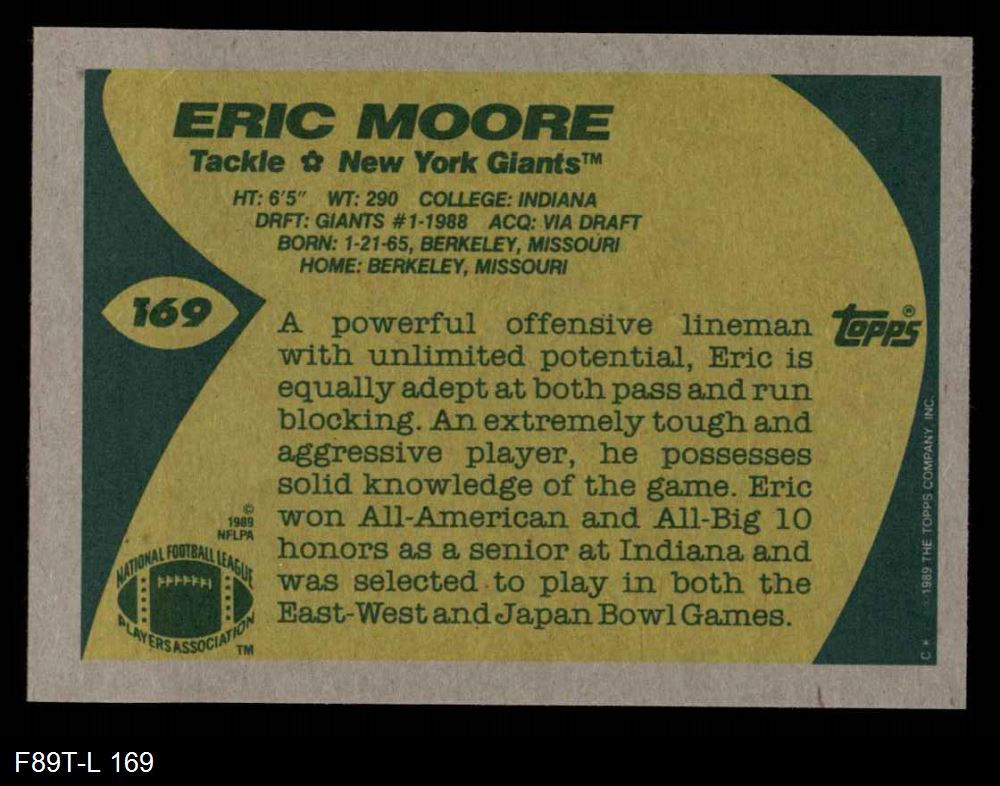 ERIC MOORE
Tackle ✿ New York Giants™
HT: 6'5" WT: 290 COLLEGE: INDIANA
DRFT: GIANTS #1-1988 ACQ: VIA DRAFT
BORN: 1-21-65, BERKELEY, MISSOURI
HOME: BERKELEY, MISSOURI
169
A powerful offensive lineman
with unlimited potential, Eric is
equally adept at both pass and run
blocking. An extremely tough and
aggressive player, he possesses
solid knowledge of the game. Eric
won All-American and All-Big 10
honors as a senior at Indiana and
was selected to play in both the
East-West and Japan Bowl Games.
topps®
©
1989
NFLPA
NATIONAL FOOTBALL LEAGUE
PLAYERS ASSOCIATION
TM
C * ©1989 THE TOPPS COMPANY, INC.
F89T-L 169